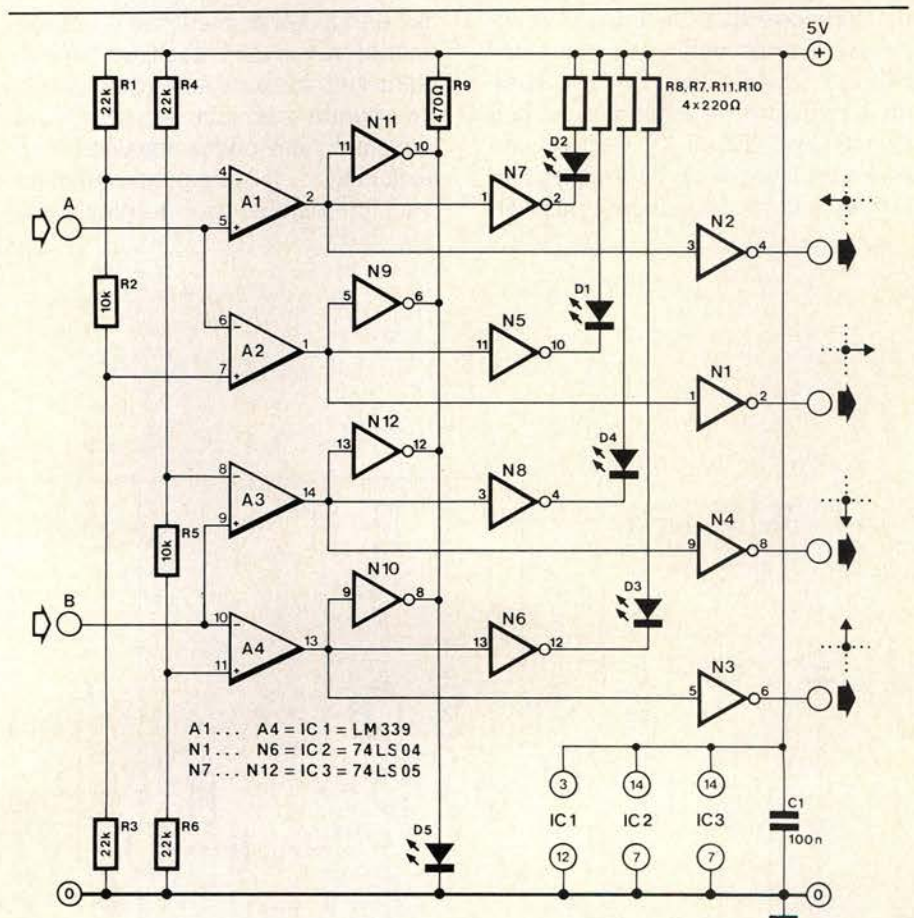 5V
+
R1
22k
R4
22k
R9
470Ω
R8, R7, R11, R10
4x220Ω
N11
11
10
D2
4
A1
5
2
N7
1
2
A
N2
3
4
R2
10k
N9
5
6
6
A2
7
1
N5
11
10
D1
N1
1
2
N12
13
12
8
A3
9
14
N8
3
4
D4
R5
10k
N4
9
8
N10
9
8
B
10
A4
11
13
N6
13
12
D3
N3
5
6
A1 ... A4 = IC 1 = LM339
N1 ... N6 = IC2 = 74LS04
N7 ... N12 = IC3 = 74LS05
3
14
14
IC1
IC2
IC3
12
7
7
C1
100n
R3
22k
R6
22k
D5
0
0